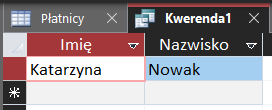 Płatnicy Kwerenda1
Imię Nazwisko
Katarzyna Nowak